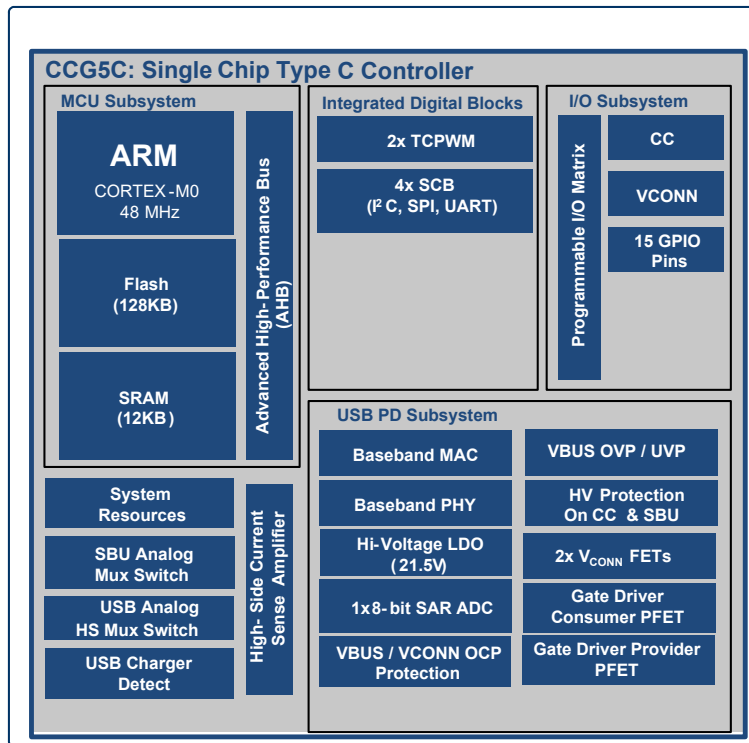 CCG5C: Single Chip Type C Controller
MCU Subsystem
ARM
CORTEX-M0
48 MHz
Flash
(128KB)
SRAM
(12KB)
Advanced High-Performance Bus
(AHB)
Integrated Digital Blocks
2x TCPWM
4x SCB
(I² C, SPI, UART)
I/O Subsystem
Programmable I/O Matrix
CC
VCONN
15 GPIO
Pins
System
Resources
SBU Analog
Mux Switch
USB Analog
HS Mux Switch
USB Charger
Detect
High- Side Current
Sense Amplifier
USB PD Subsystem
Baseband MAC
Baseband PHY
Hi-Voltage LDO
(21.5V)
1x8-bit SAR ADC
VBUS / VCONN OCP
Protection
VBUS OVP / UVP
HV Protection
On CC & SBU
2x VCONN FETs
Gate Driver
Consumer PFET
Gate Driver Provider
PFET